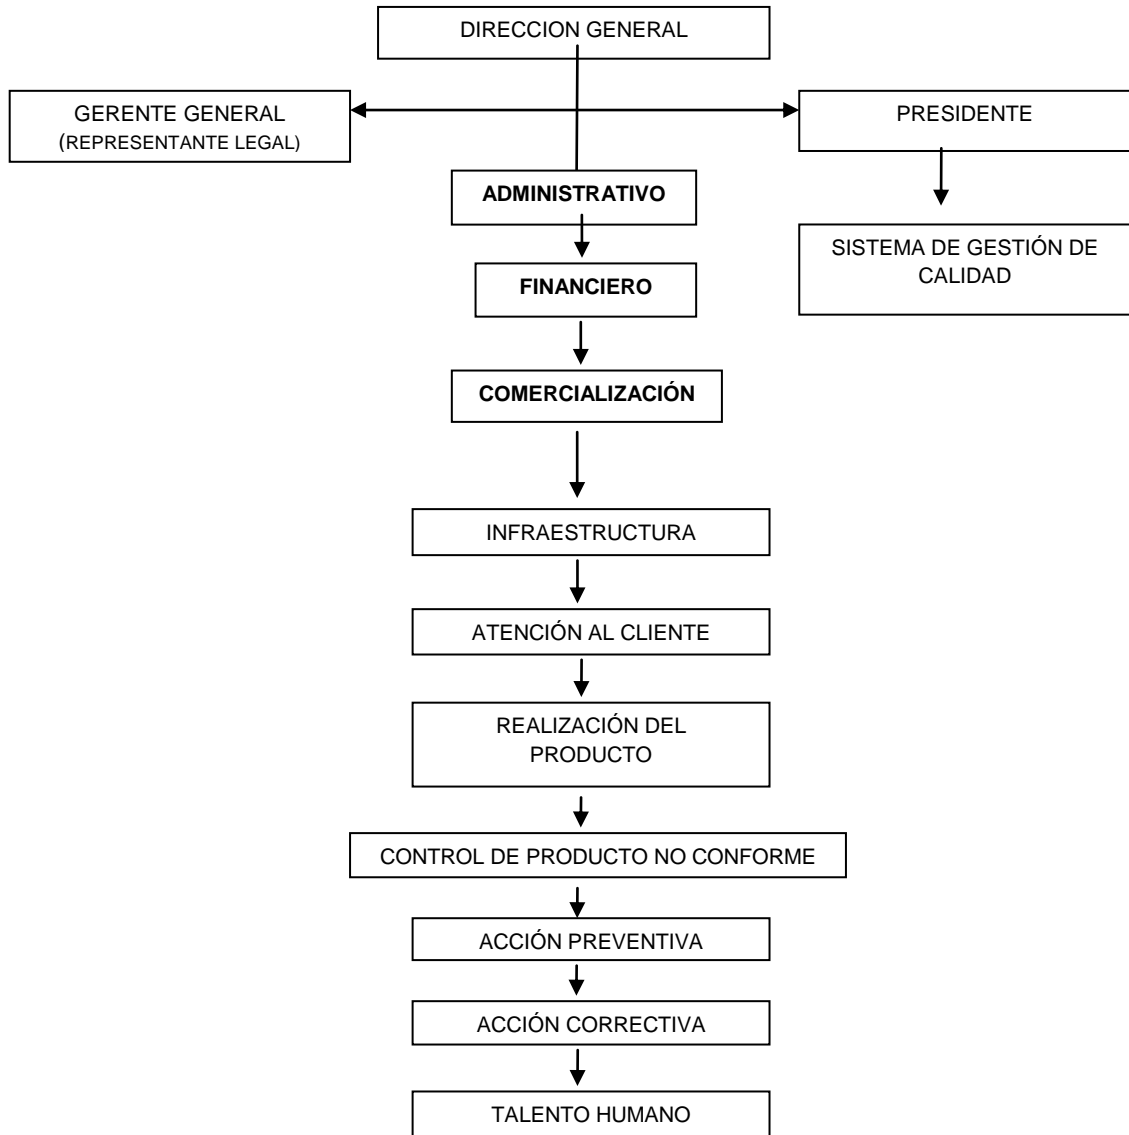 DIRECCION GENERAL
GERENTE GENERAL
(REPRESENTANTE LEGAL)
PRESIDENTE
ADMINISTRATIVO
SISTEMA DE GESTIÓN DE
CALIDAD
FINANCIERO
COMERCIALIZACIÓN
INFRAESTRUCTURA
ATENCIÓN AL CLIENTE
REALIZACIÓN DEL
PRODUCTO
CONTROL DE PRODUCTO NO CONFORME
ACCIÓN PREVENTIVA
ACCIÓN CORRECTIVA
TALENTO HUMANO